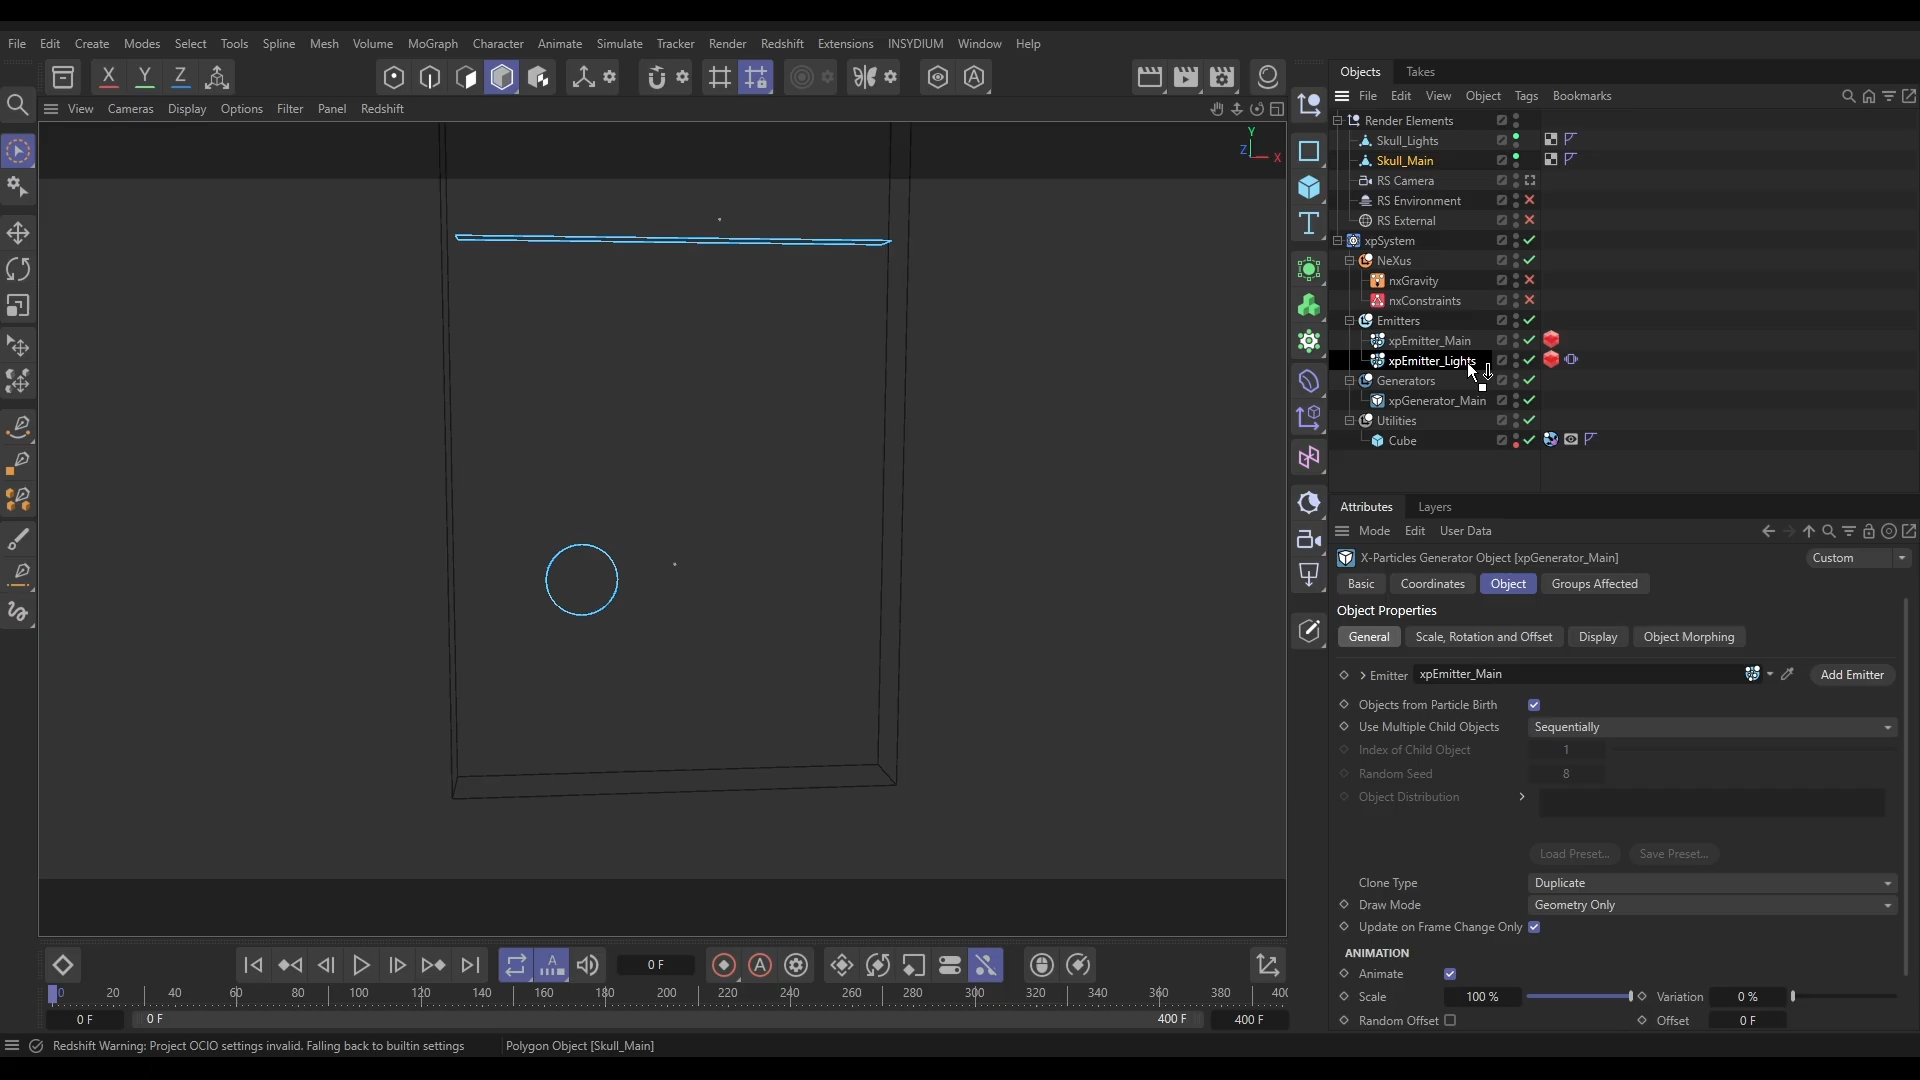 File Edit Create Modes Select Tools Spline Mesh Volume MoGraph Character Animate Simulate Tracker Render Redshift Extensions INSYDIUM Window Help
X Y Z
View Cameras Display Options Filter Panel Redshift
Y
Z X
Objects Takes
File Edit View Object Tags Bookmarks
Render Elements
Skull_Lights
Skull_Main
RS Camera
RS Environment
RS External
xpSystem
NeXus
nxGravity
nxConstraints
Emitters
xpEmitter_Main
xpEmitter_Lights
Generators
xpGenerator_Main
Utilities
Cube
Attributes Layers
Mode Edit User Data
X-Particles Generator Object [xpGenerator_Main] Custom
Basic Coordinates Object Groups Affected
Object Properties
General Scale, Rotation and Offset Display Object Morphing
Emitter xpEmitter_Main Add Emitter
Objects from Particle Birth
Use Multiple Child Objects Sequentially
Index of Child Object 1
Random Seed 8
Object Distribution
Load Preset... Save Preset...
Clone Type Duplicate
Draw Mode Geometry Only
Update on Frame Change Only
ANIMATION
Animate
Scale 100 % Variation 0 %
Random Offset Offset 0 F
0 F
0 20 40 60 80 100 120 140 160 180 200 220 240 260 280 300 320 340 360 380 400
0 F 0 F 400 F 400 F
Redshift Warning: Project OCIO settings invalid. Falling back to builtin settings Polygon Object [Skull_Main]